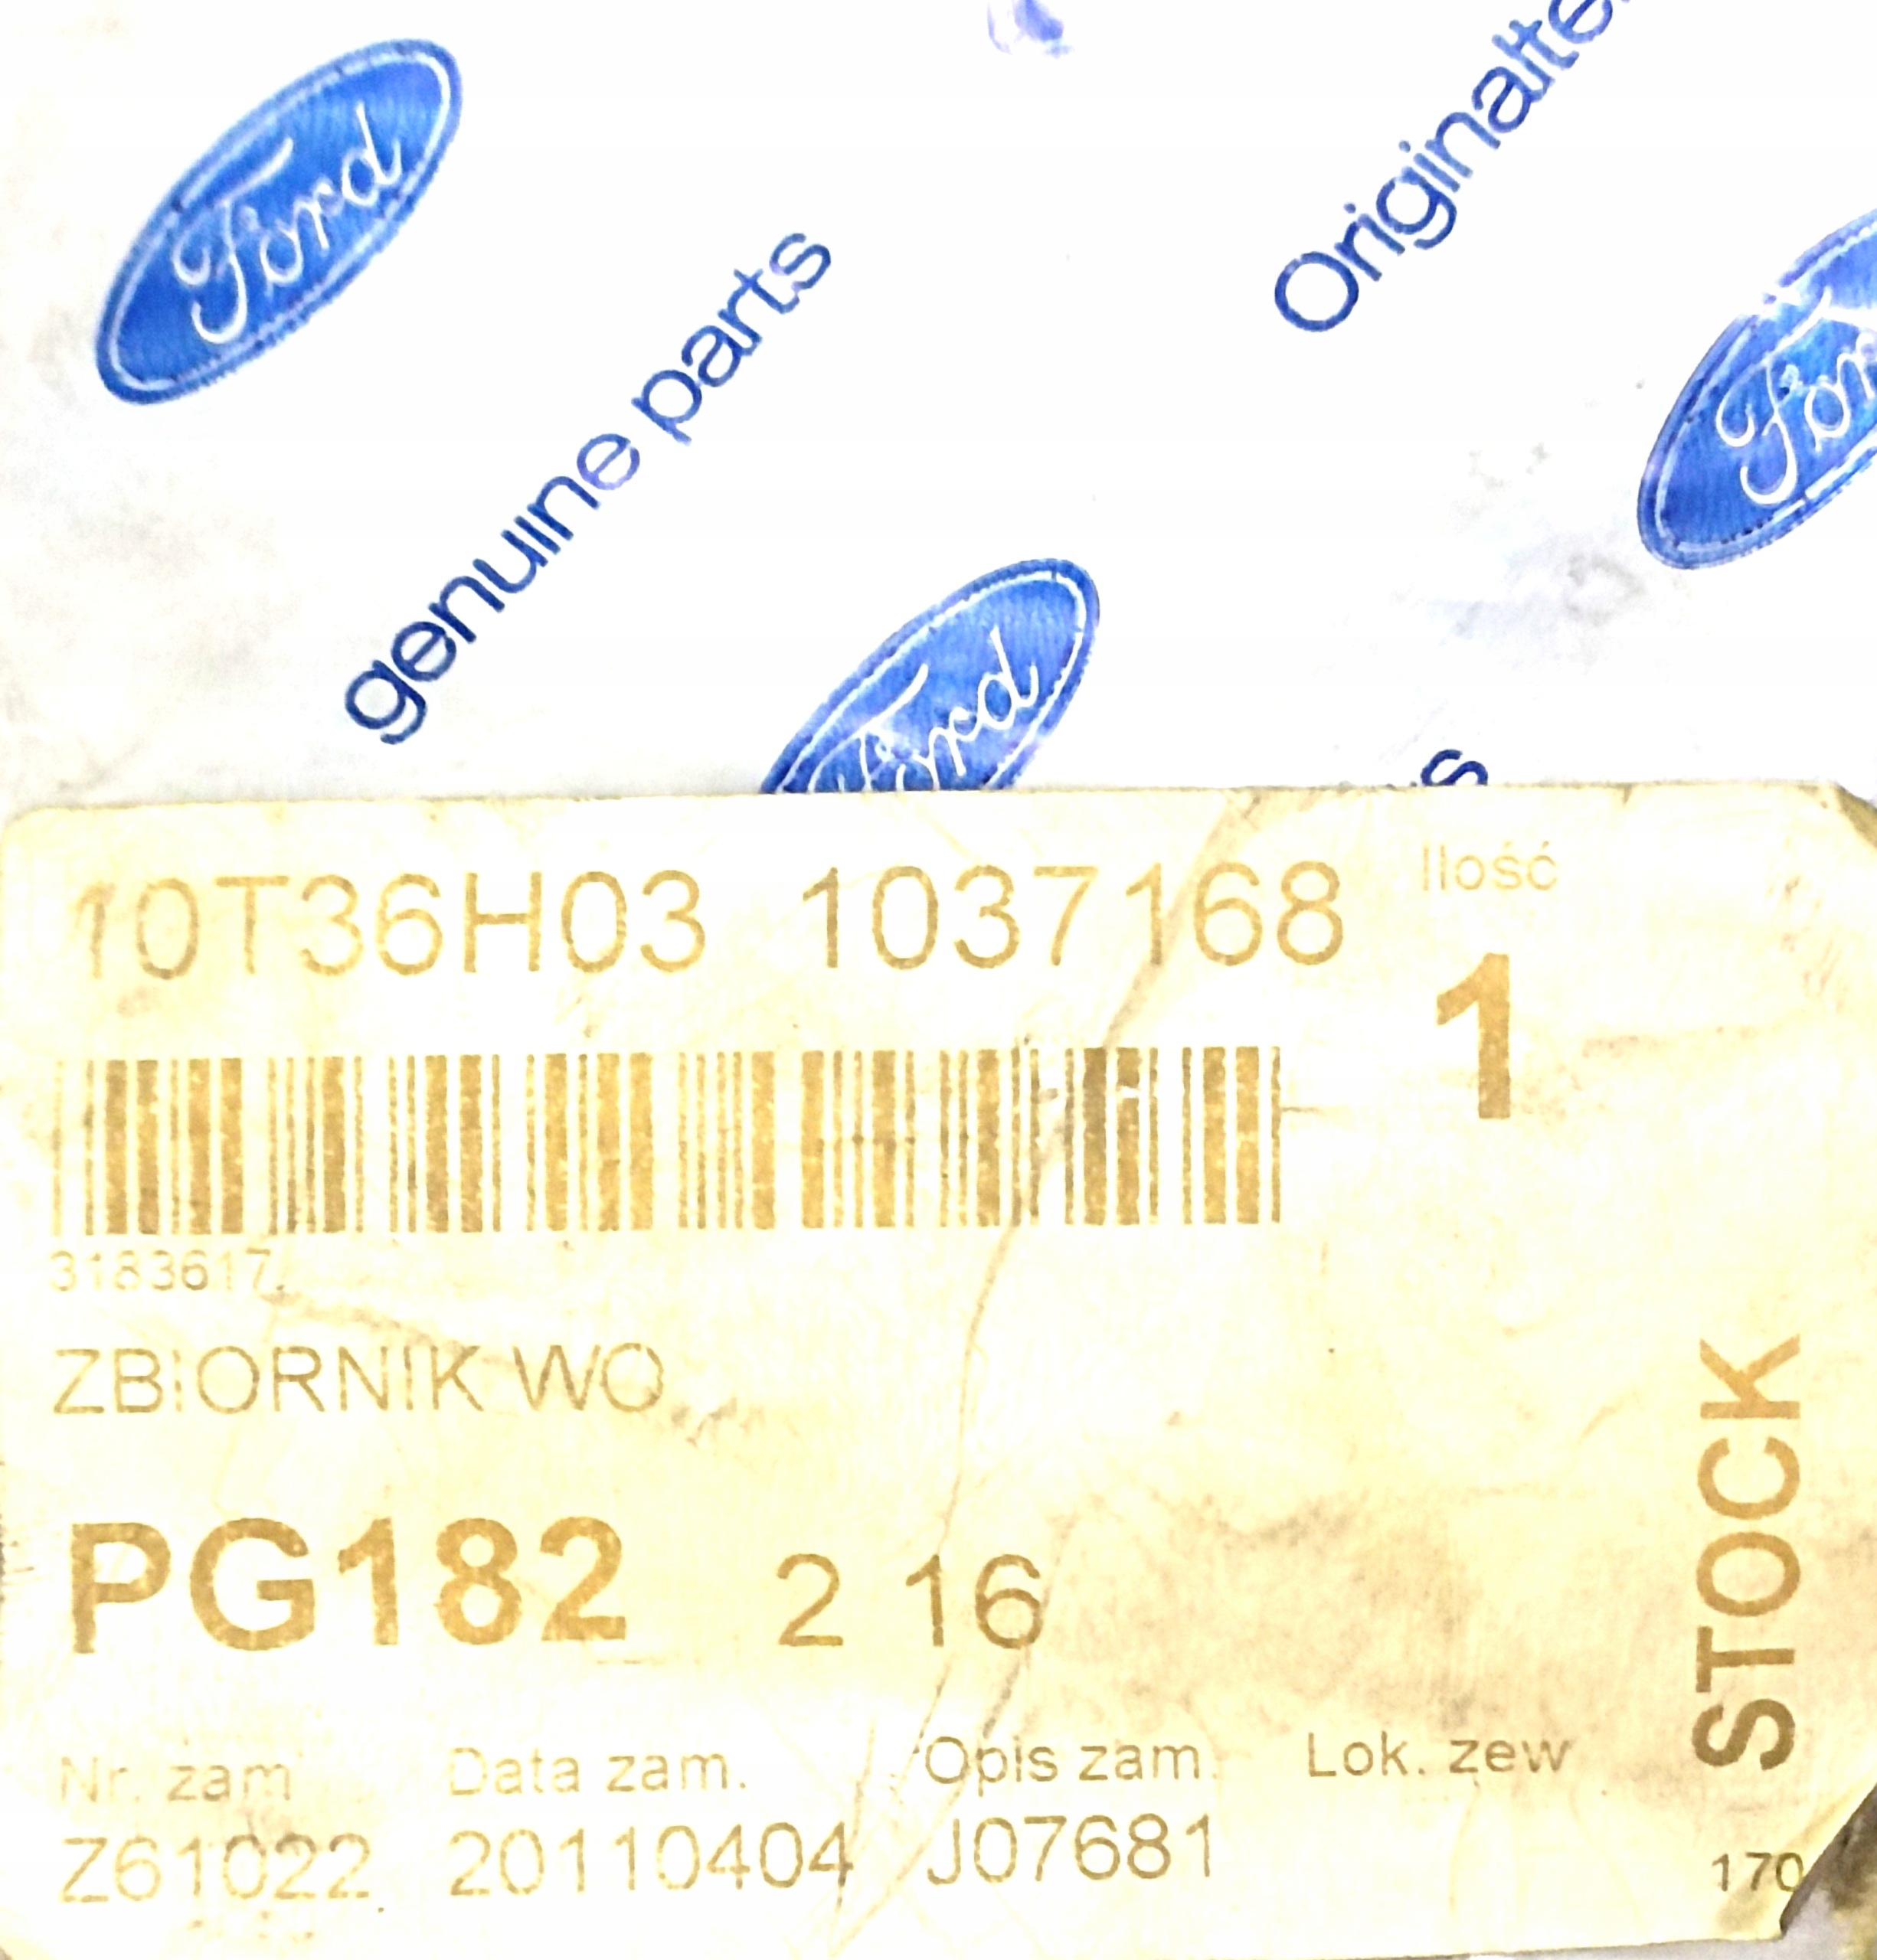 Ford
genuine parts
Originalte
Ford
Ford
s
10T36H03 1037168
Ilość
1
3183617
ZBIORNIK WO
PG182 2 16
STOCK
Nr. zam Data zam. Opis zam. Lok. zew
Z61022 20110404 J07681
170